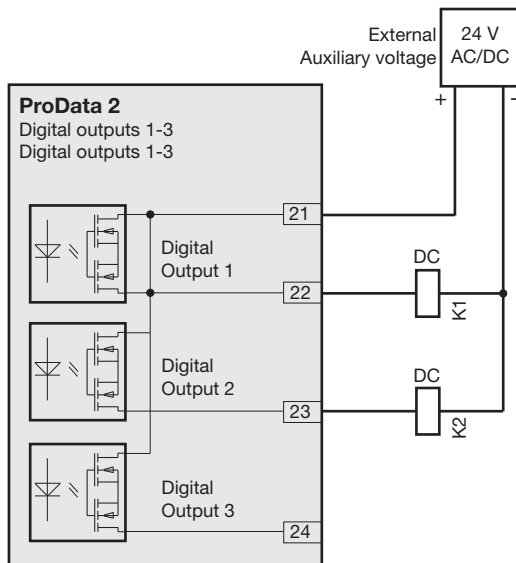 External
Auxiliary voltage
24 V
AC/DC
+
−
ProData 2
Digital outputs 1-3
Digital outputs 1-3
21
Digital
Output 1
22
DC
K1
Digital
Output 2
23
DC
K2
Digital
Output 3
24